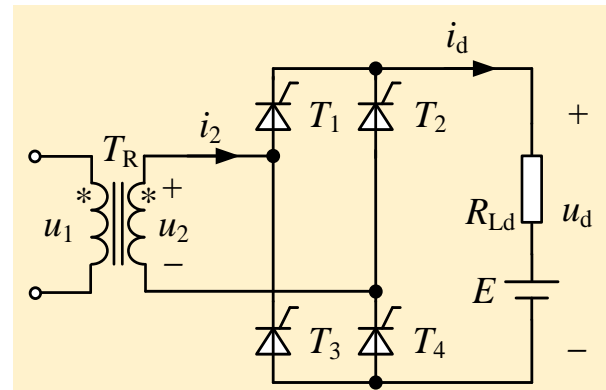 i_d
T_1
T_2
+
T_R
i_2
* * +
u_1
u_2
−
R_Ld
u_d
E
T_3
T_4
−